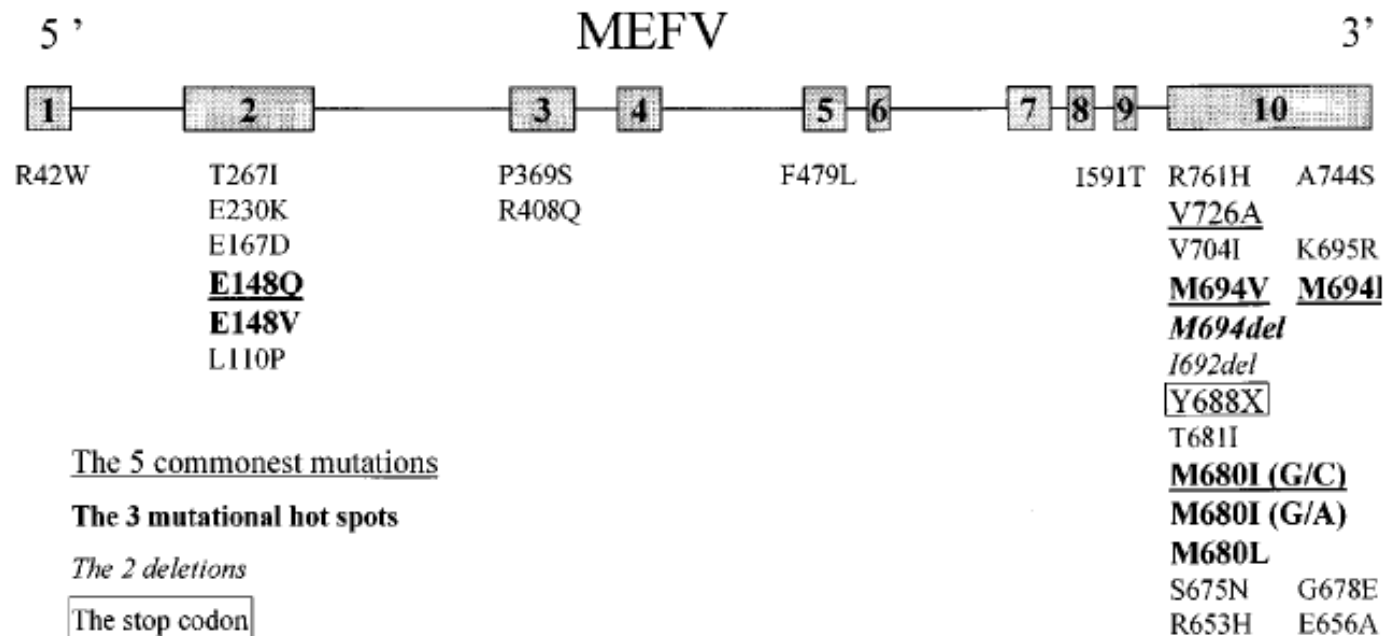 5 ’ MEFV 3’
1 2 3 4 5 6 7 8 9 10
R42W T267I P369S F479L I591T R761H A744S
E230K R408Q V726A
E167D V704I K695R
E148Q M694V M694I
E148V M694del
L110P I692del
Y688X
T681I
The 5 commonest mutations M680I (G/C)
The 3 mutational hot spots M680I (G/A)
The 2 deletions M680L
S675N G678E
The stop codon R653H E656A